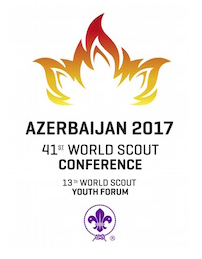 AZERBAIJAN 2017
41ST WORLD SCOUT
CONFERENCE
13TH WORLD SCOUT
YOUTH FORUM
®